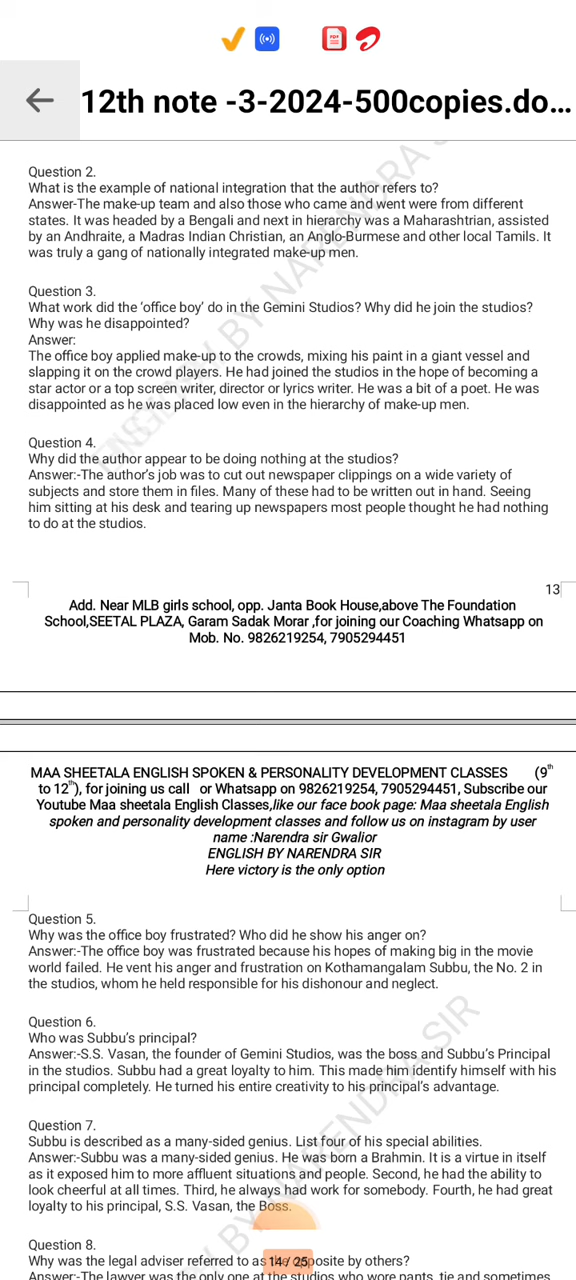 12th note -3-2024-500copies.do...
Question 2.
What is the example of national integration that the author refers to?
Answer-The make-up team and also those who came and went were from different
states. It was headed by a Bengali and next in hierarchy was a Maharashtrian, assisted
by an Andhraite, a Madras Indian Christian, an Anglo-Burmese and other local Tamils. It
was truly a gang of nationally integrated make-up men.
Question 3.
What work did the ‘office boy’ do in the Gemini Studios? Why did he join the studios?
Why was he disappointed?
Answer:
The office boy applied make-up to the crowds, mixing his paint in a giant vessel and
slapping it on the crowd players. He had joined the studios in the hope of becoming a
star actor or a top screen writer, director or lyrics writer. He was a bit of a poet. He was
disappointed as he was placed low even in the hierarchy of make-up men.
Question 4.
Why did the author appear to be doing nothing at the studios?
Answer:-The author’s job was to cut out newspaper clippings on a wide variety of
subjects and store them in files. Many of these had to be written out in hand. Seeing
him sitting at his desk and tearing up newspapers most people thought he had nothing
to do at the studios.
13
Add. Near MLB girls school, opp. Janta Book House,above The Foundation
School,SEETAL PLAZA, Garam Sadak Morar ,for joining our Coaching Whatsapp on
Mob. No. 9826219254, 7905294451
MAA SHEETALA ENGLISH SPOKEN & PERSONALITY DEVELOPMENT CLASSES (9th
to 12th), for joining us call or Whatsapp on 9826219254, 7905294451, Subscribe our
Youtube Maa sheetala English Classes,like our face book page: Maa sheetala English
spoken and personality development classes and follow us on instagram by user
name :Narendra sir Gwalior
ENGLISH BY NARENDRA SIR
Here victory is the only option
Question 5.
Why was the office boy frustrated? Who did he show his anger on?
Answer:-The office boy was frustrated because his hopes of making big in the movie
world failed. He vent his anger and frustration on Kothamangalam Subbu, the No. 2 in
the studios, whom he held responsible for his dishonour and neglect.
Question 6.
Who was Subbu’s principal?
Answer:-S.S. Vasan, the founder of Gemini Studios, was the boss and Subbu’s Principal
in the studios. Subbu had a great loyalty to him. This made him identify himself with his
principal completely. He turned his entire creativity to his principal’s advantage.
Question 7.
Subbu is described as a many-sided genius. List four of his special abilities.
Answer:-Subbu was a many-sided genius. He was born a Brahmin. It is a virtue in itself
as it exposed him to more affluent situations and people. Second, he had the ability to
look cheerful at all times. Third, he always had work for somebody. Fourth, he had great
loyalty to his principal, S.S. Vasan, the Boss.
Question 8.
Why was the legal adviser referred to as the opposite by others?
14 / 25
Answer:-The lawyer was the only one at the studios who wore pants, tie and sometimes